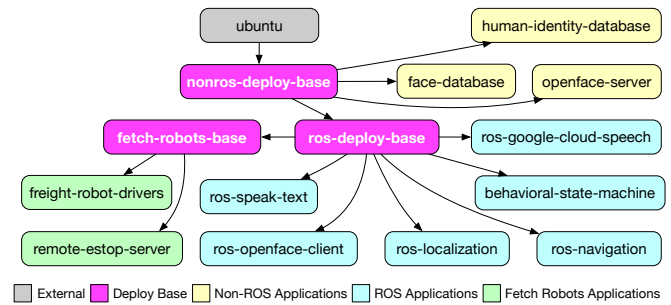 ubuntu
human-identity-database
nonros-deploy-base
face-database
openface-server
fetch-robots-base
ros-deploy-base
ros-google-cloud-speech
freight-robot-drivers
ros-speak-text
behavioral-state-machine
remote-estop-server
ros-openface-client
ros-localization
ros-navigation
External
Deploy Base
Non-ROS Applications
ROS Applications
Fetch Robots Applications